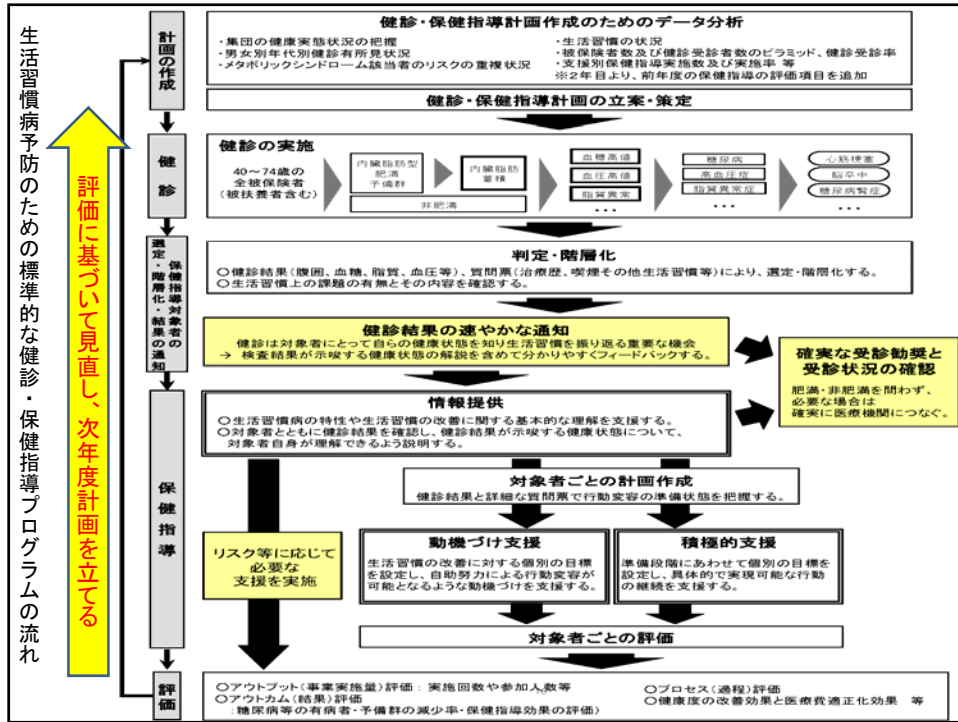 生活習慣病予防のための標準的な健診・保健指導プログラムの流れ
評価に基づいて見直し、次年度計画を立てる
計画の作成
健診・保健指導計画作成のためのデータ分析
・集団の健康実態状況の把握
・男女別年代別健診有所見状況
・メタボリックシンドローム該当者のリスクの重複状況
・生活習慣の状況
・被保険者数及び健診受診者数のピラミッド、健診受診率
・支援別保健指導実施数及び実施率 等
※2年目より、前年度の保健指導の評価項目を追加
健診・保健指導計画の立案・策定
健診
健診の実施
40～74歳の
全被保険者
(被扶養者含む)
内臓脂肪型
肥満
予備群
内臓脂肪
蓄積
非肥満
血糖高値
血圧高値
脂質異常
・・・
糖尿病
高血圧症
脂質異常症
・・・
心筋梗塞
脳卒中
糖尿病腎症
・・・
保健指導対象者の
選定・階層化・結果の通知
判定・階層化
○健診結果(腹囲、血糖、脂質、血圧等)、質問票(治療歴、喫煙その他生活習慣等)により、選定・階層化する。
○生活習慣上の課題の有無とその内容を確認する。
健診結果の速やかな通知
健診は対象者にとって自らの健康状態を知り生活習慣を振り返る重要な機会
→ 検査結果が示唆する健康状態の解説を含めて分かりやすくフィードバックする。
確実な受診勧奨と
受診状況の確認
肥満・非肥満を問わず、
必要な場合は
確実に医療機関につなぐ。
保健指導
情報提供
○生活習慣病の特性や生活習慣の改善に関する基本的な理解を支援する。
○対象者とともに健診結果を確認し、健診結果が示唆する健康状態について、
対象者自身が理解できるよう説明する。
対象者ごとの計画作成
健診結果と詳細な質問票で行動変容の準備状態を把握する。
リスク等に応じて
必要な
支援を実施
動機づけ支援
生活習慣の改善に対する個別の目標
を設定し、自助努力による行動変容が
可能となるような動機づけを支援する。
積極的支援
準備段階にあわせて個別の目標を
設定し、具体的で実現可能な行動
の継続を支援する。
対象者ごとの評価
評価
○アウトプット(事業実施量)評価：実施回数や参加人数等
○アウトカム(結果)評価
:糖尿病等の有病者・予備群の減少率・保健指導効果の評価)
○プロセス(過程)評価
○健康度の改善効果と医療費適正化効果 等